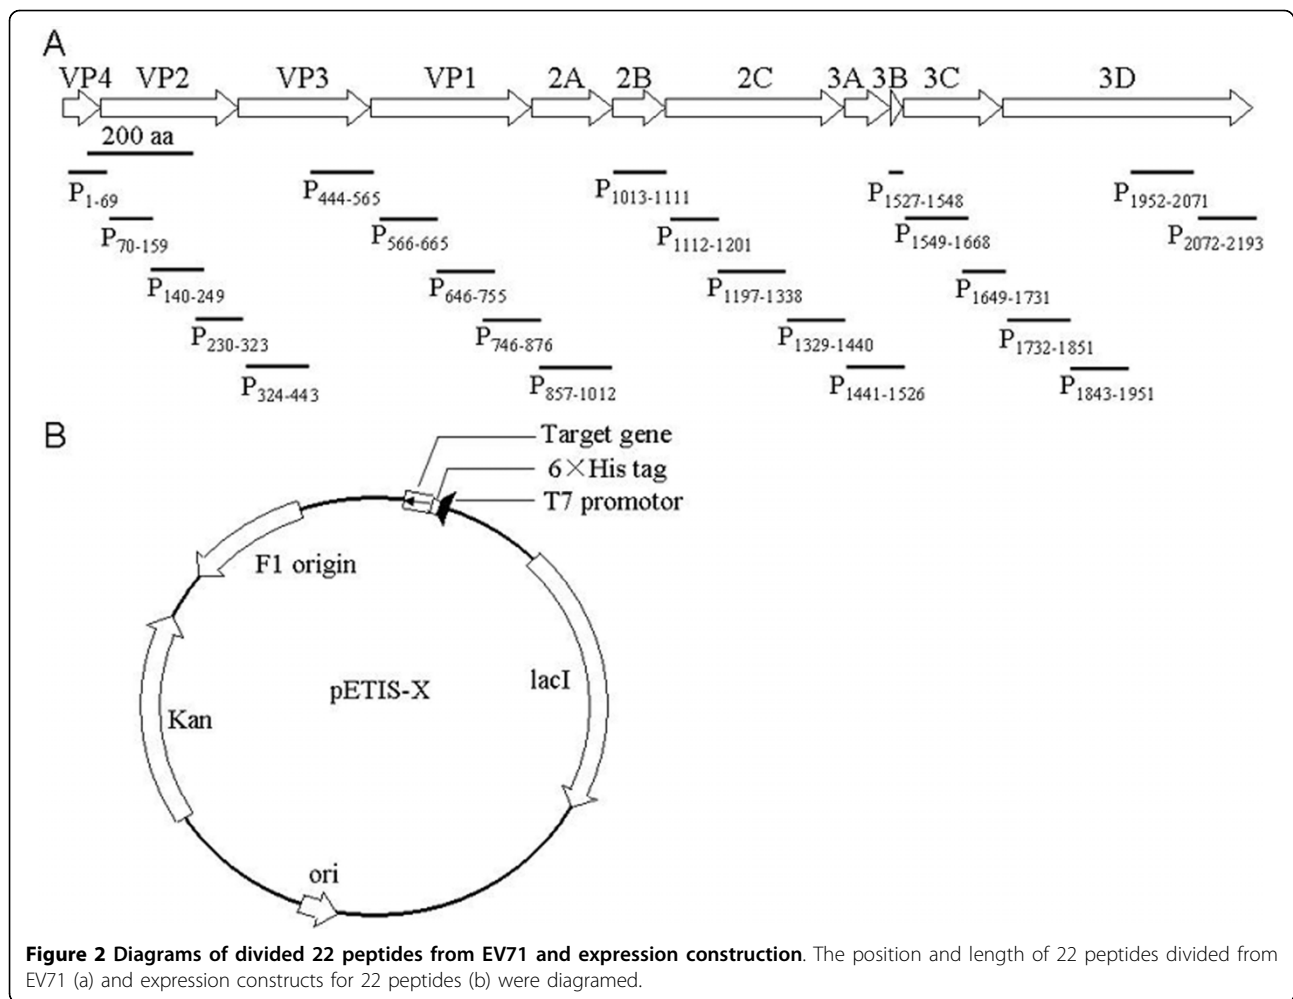 A
VP4 VP2 VP3 VP1 2A 2B 2C 3A 3B 3C 3D
200 aa
P1-69 P444-565 P1013-1111 P1527-1548 P1952-2071
P70-159 P566-665 P1112-1201 P1549-1668 P2072-2193
P140-249 P646-755 P1197-1338 P1649-1731
P230-323 P746-876 P1329-1440 P1732-1851
P324-443 P857-1012 P1441-1526 P1843-1951
B
Target gene
6×His tag
T7 promotor
F1 origin
lacI
pETIS-X
Kan
ori
Figure 2 Diagrams of divided 22 peptides from EV71 and expression construction. The position and length of 22 peptides divided from
EV71 (a) and expression constructs for 22 peptides (b) were diagramed.